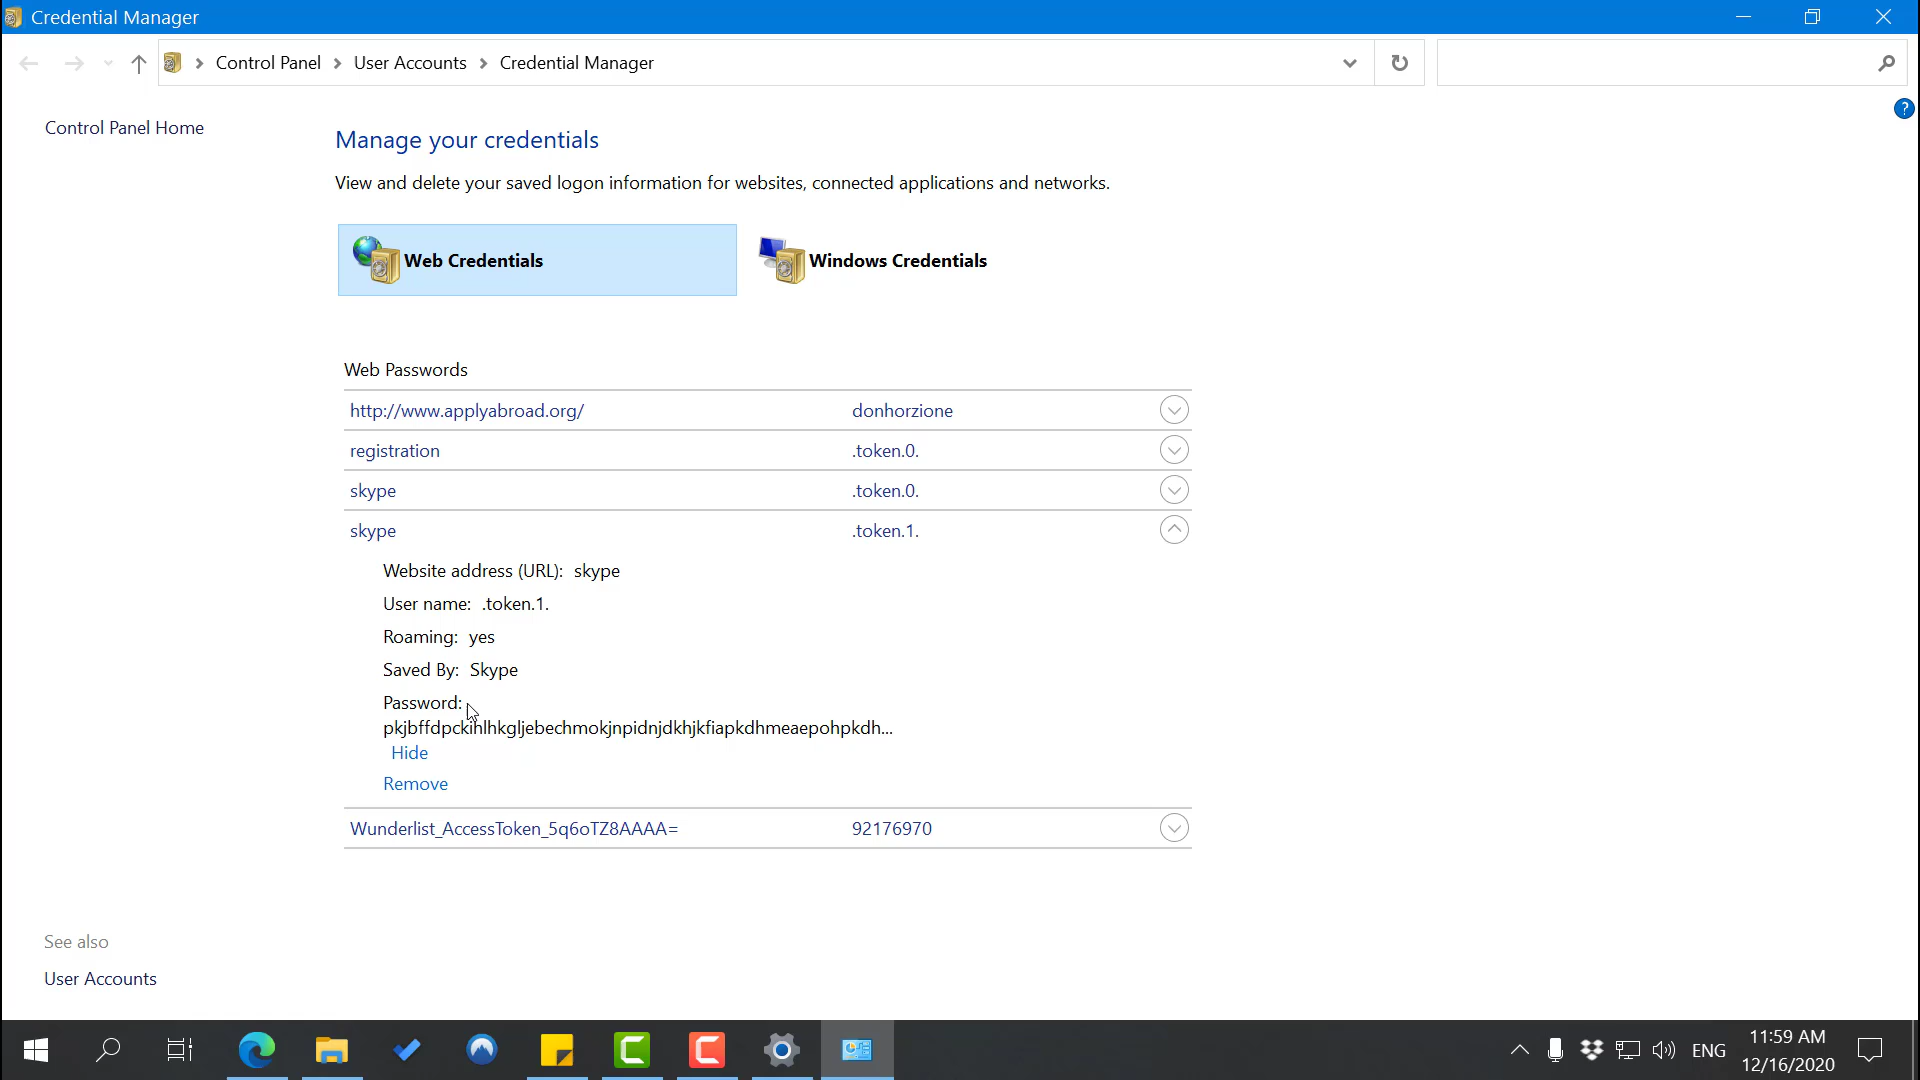 Credential Manager
Control Panel > User Accounts > Credential Manager
?
Control Panel Home
Manage your credentials
View and delete your saved logon information for websites, connected applications and networks.
Web Credentials
Windows Credentials
Web Passwords
http://www.applyabroad.org/ donhorzione
registration .token.0.
skype .token.0.
skype .token.1.
Website address (URL): skype
User name: .token.1.
Roaming: yes
Saved By: Skype
Password:
pkjbffdpckihlhkgljebechmokjnpidnjdkhjkfiapkdhmeaepohpkdh...
Hide
Remove
Wunderlist_AccessToken_5q6oTZ8AAAA= 92176970
See also
User Accounts
ENG
11:59 AM
12/16/2020